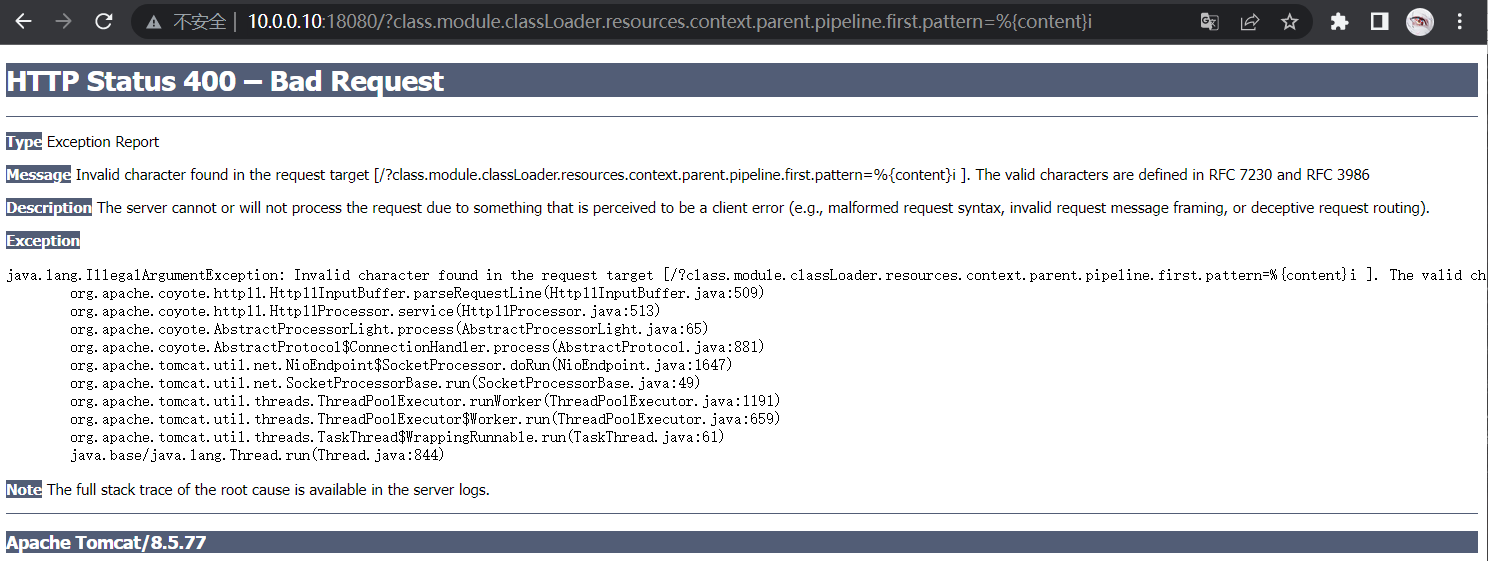 不安全 | 10.0.0.10:18080/?class.module.classLoader.resources.context.parent.pipeline.first.pattern=%{content}i
HTTP Status 400 – Bad Request
Type Exception Report
Message Invalid character found in the request target [/?class.module.classLoader.resources.context.parent.pipeline.first.pattern=%{content}i ]. The valid characters are defined in RFC 7230 and RFC 3986
Description The server cannot or will not process the request due to something that is perceived to be a client error (e.g., malformed request syntax, invalid request message framing, or deceptive request routing).
Exception
java.lang.IllegalArgumentException: Invalid character found in the request target [/?class.module.classLoader.resources.context.parent.pipeline.first.pattern=%{content}i ]. The valid ch
org.apache.coyote.http11.Http11InputBuffer.parseRequestLine(Http11InputBuffer.java:509)
org.apache.coyote.http11.Http11Processor.service(Http11Processor.java:513)
org.apache.coyote.AbstractProcessorLight.process(AbstractProcessorLight.java:65)
org.apache.coyote.AbstractProtocol$ConnectionHandler.process(AbstractProtocol.java:881)
org.apache.tomcat.util.net.NioEndpoint$SocketProcessor.doRun(NioEndpoint.java:1647)
org.apache.tomcat.util.net.SocketProcessorBase.run(SocketProcessorBase.java:49)
org.apache.tomcat.util.threads.ThreadPoolExecutor.runWorker(ThreadPoolExecutor.java:1191)
org.apache.tomcat.util.threads.ThreadPoolExecutor$Worker.run(ThreadPoolExecutor.java:659)
org.apache.tomcat.util.threads.TaskThread$WrappingRunnable.run(TaskThread.java:61)
java.base/java.lang.Thread.run(Thread.java:844)
Note The full stack trace of the root cause is available in the server logs.
Apache Tomcat/8.5.77